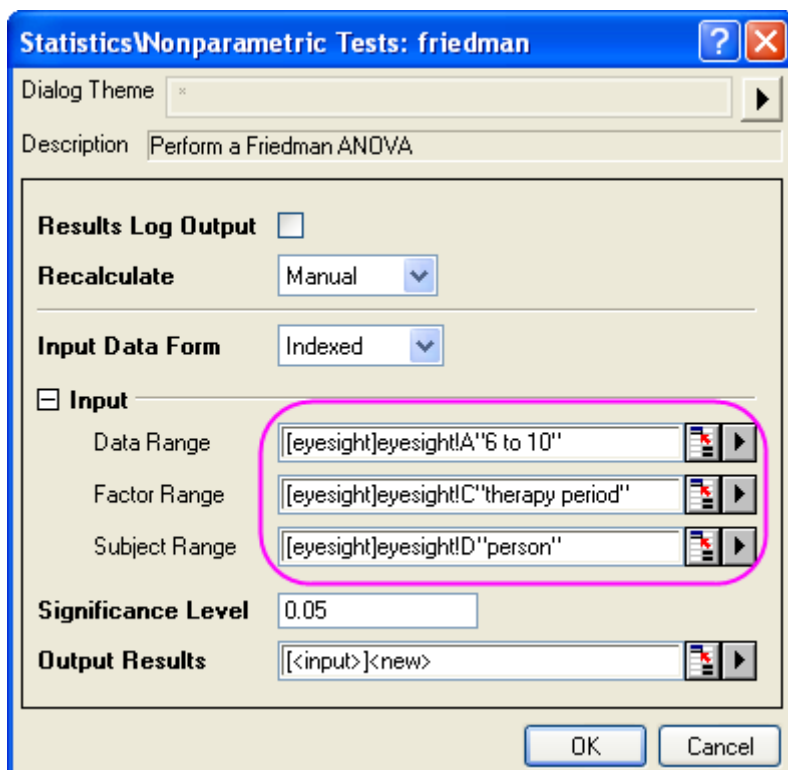 Statistics\Nonparametric Tests: friedman
Dialog Theme *
Description Perform a Friedman ANOVA
Results Log Output
Recalculate Manual
Input Data Form Indexed
Input
Data Range [eyesight]eyesight!A"6 to 10"
Factor Range [eyesight]eyesight!C"therapy period"
Subject Range [eyesight]eyesight!D"person"
Significance Level 0.05
Output Results [<input>]<new>
OK Cancel